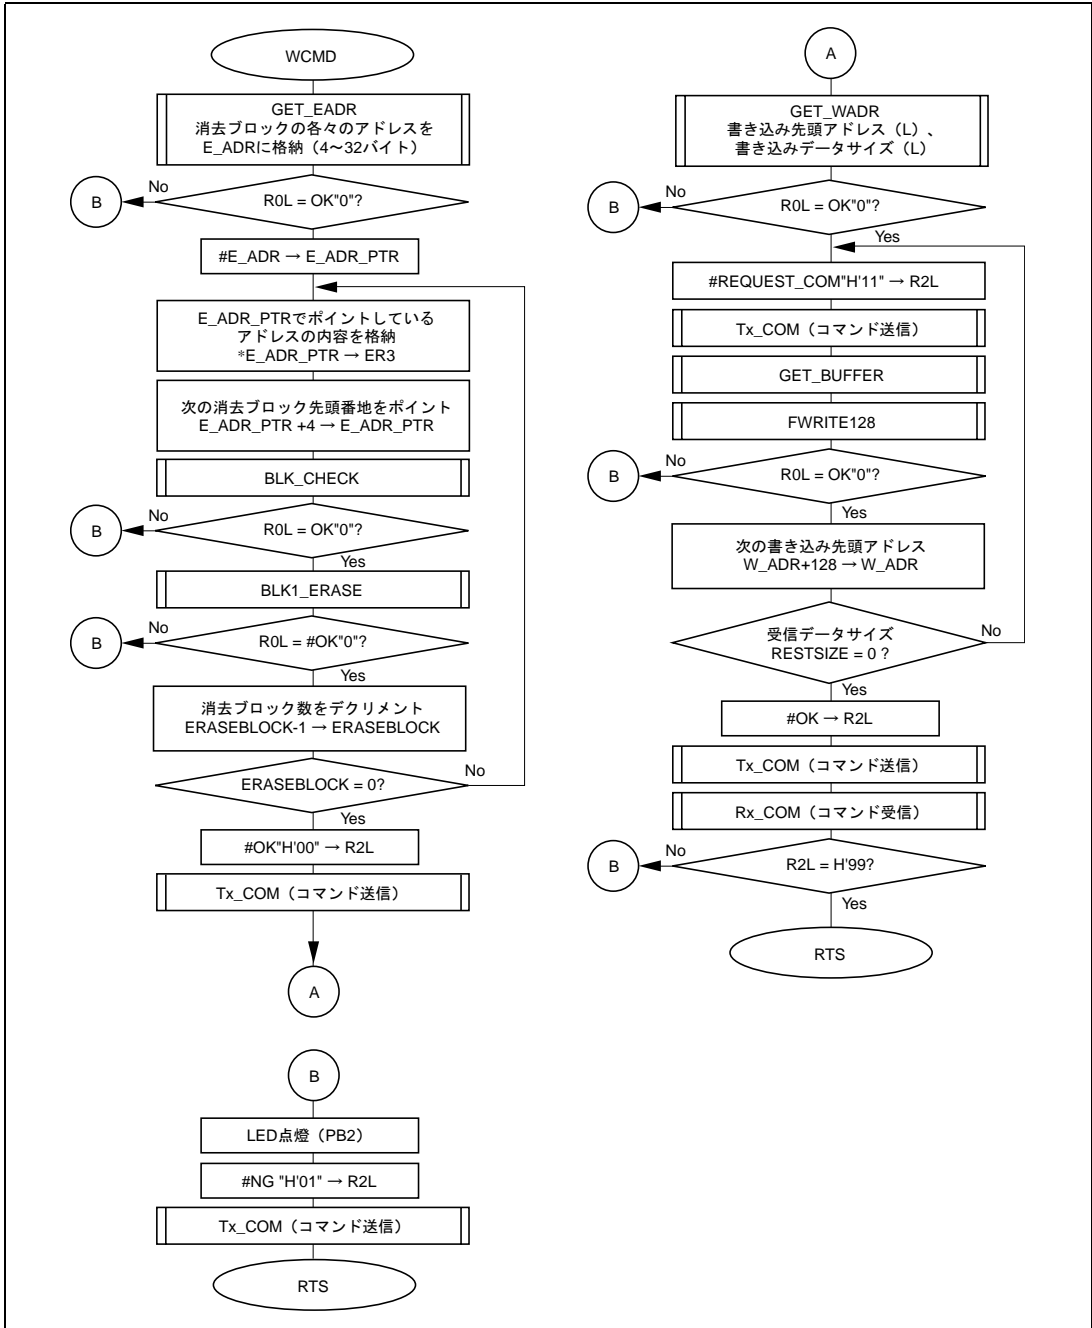 WCMD
GET_EADR
消去ブロックの各々のアドレスを
E_ADRに格納（4～32バイト）
No
B
R0L = OK"0"?
#E_ADR → E_ADR_PTR
E_ADR_PTRでポイントしている
アドレスの内容を格納
*E_ADR_PTR → ER3
次の消去ブロック先頭番地をポイント
E_ADR_PTR +4 → E_ADR_PTR
BLK_CHECK
No
B
R0L = OK"0"?
Yes
BLK1_ERASE
No
B
R0L = #OK"0"?
Yes
消去ブロック数をデクリメント
ERASEBLOCK-1 → ERASEBLOCK
No
ERASEBLOCK = 0?
Yes
#OK"H'00" → R2L
Tx_COM（コマンド送信）
A
B
LED点燈（PB2）
#NG "H'01" → R2L
Tx_COM（コマンド送信）
RTS
A
GET_WADR
書き込み先頭アドレス（L）、
書き込みデータサイズ（L）
No
B
R0L = OK"0"?
Yes
#REQUEST_COM"H'11" → R2L
Tx_COM（コマンド送信）
GET_BUFFER
FWRITE128
No
B
R0L = OK"0"?
Yes
次の書き込み先頭アドレス
W_ADR+128 → W_ADR
受信データサイズ
RESTSIZE = 0 ?
No
Yes
#OK → R2L
Tx_COM（コマンド送信）
Rx_COM（コマンド受信）
No
B
R2L = H'99?
Yes
RTS